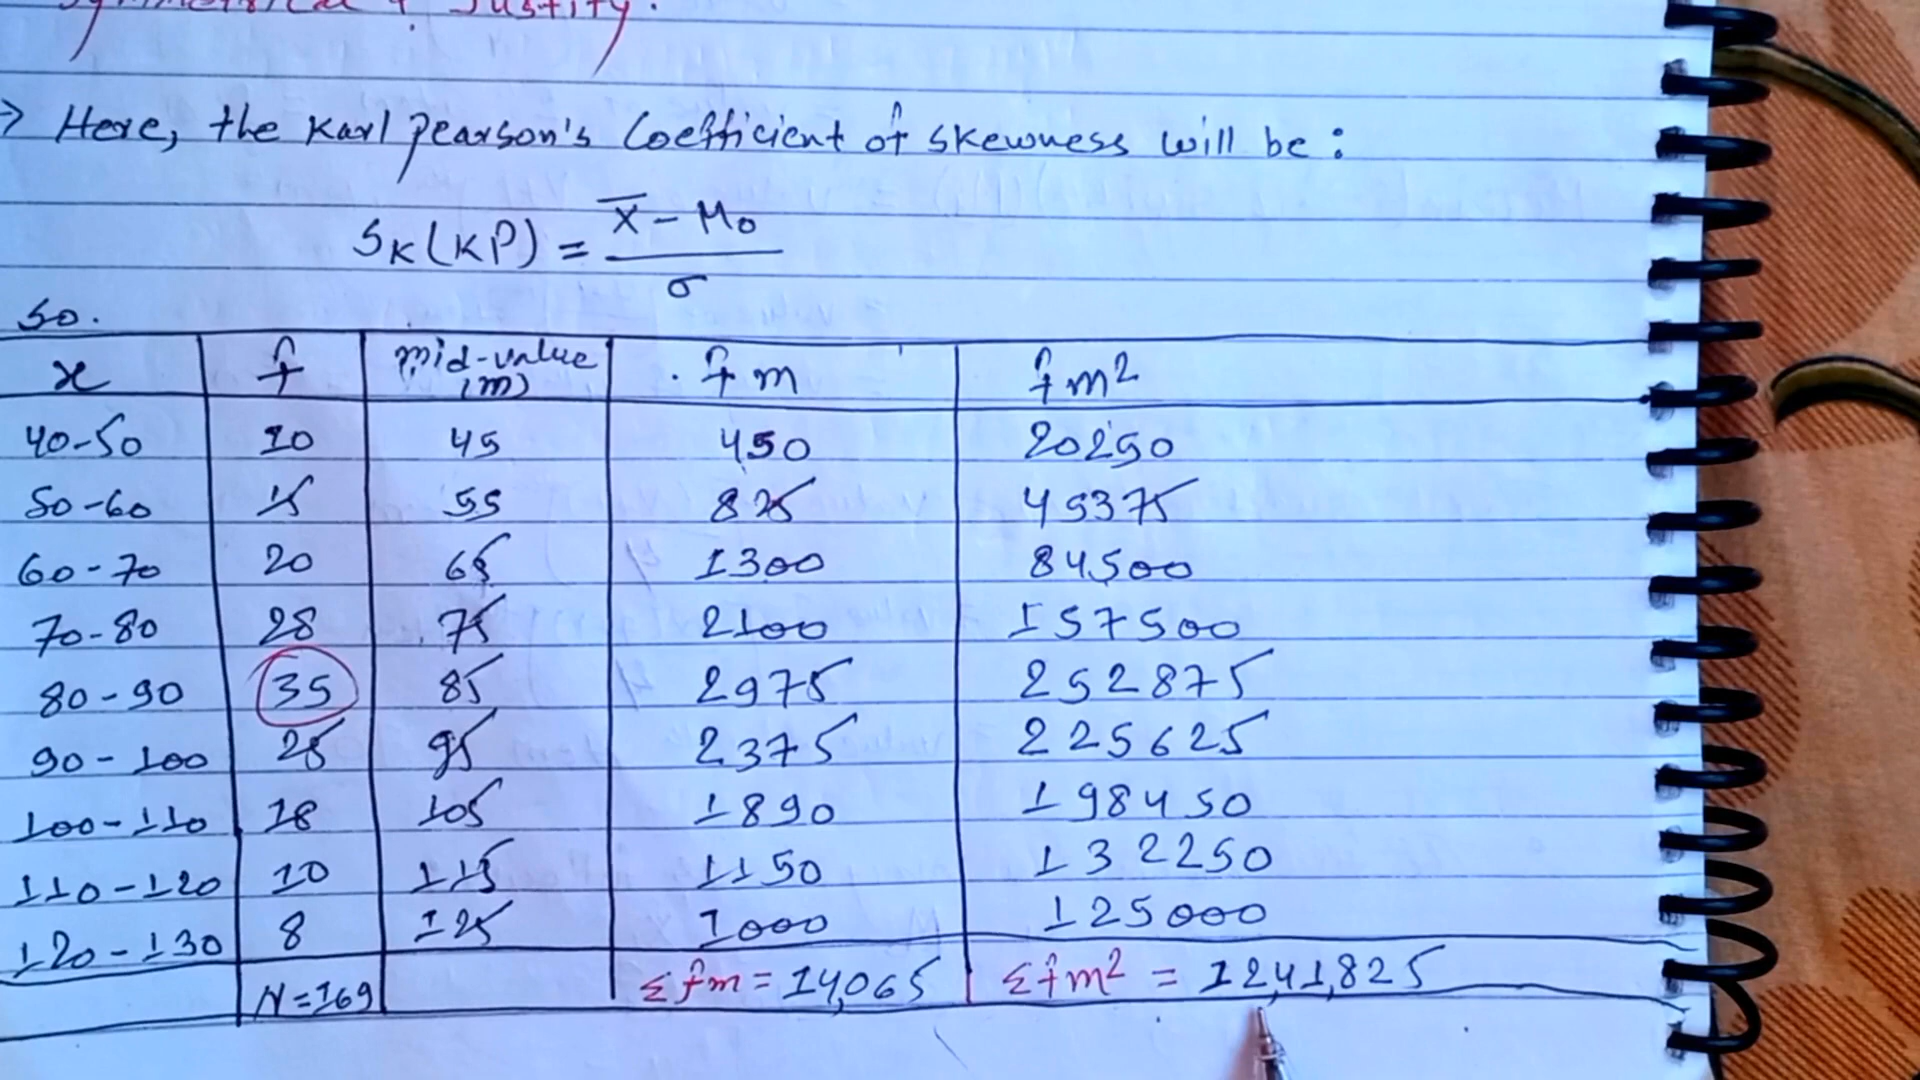 Symmetrical ? Justify.
→ Here, the Karl pearson's Coefficient of skewness will be :
SK(KP) = x̄ - Mo / σ
So.
x f mid-value (m) fm fm²
40-50 10 45 450 20250
50-60 15 55 825 45375
60-70 20 65 1300 84500
70-80 28 75 2100 157500
80-90 35 85 2975 252875
90-100 25 95 2375 225625
100-110 18 105 1890 198450
110-120 10 115 1150 132250
120-130 8 125 1000 125000
N=169 Σfm = 14,065 Σfm² = 12,41,825